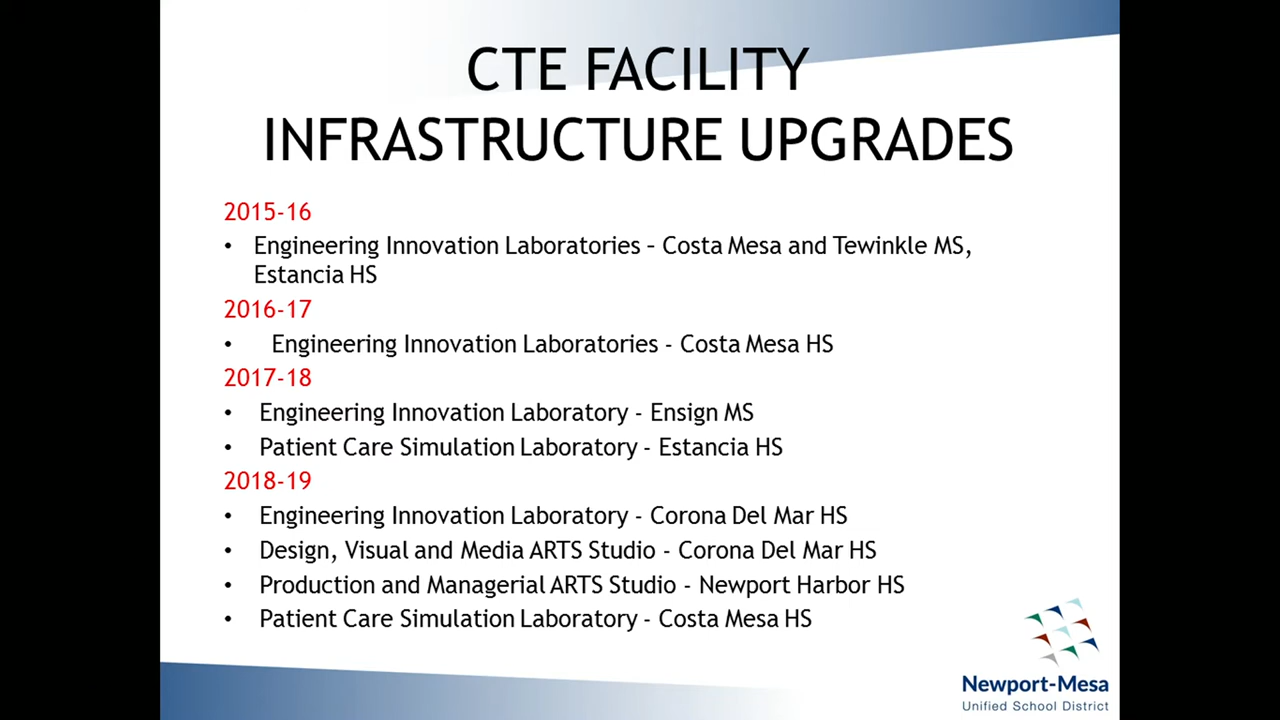 CTE FACILITY
INFRASTRUCTURE UPGRADES
2015-16
• Engineering Innovation Laboratories – Costa Mesa and Tewinkle MS,
Estancia HS
2016-17
• Engineering Innovation Laboratories - Costa Mesa HS
2017-18
• Engineering Innovation Laboratory - Ensign MS
• Patient Care Simulation Laboratory - Estancia HS
2018-19
• Engineering Innovation Laboratory - Corona Del Mar HS
• Design, Visual and Media ARTS Studio - Corona Del Mar HS
• Production and Managerial ARTS Studio - Newport Harbor HS
• Patient Care Simulation Laboratory - Costa Mesa HS
Newport-Mesa
Unified School District